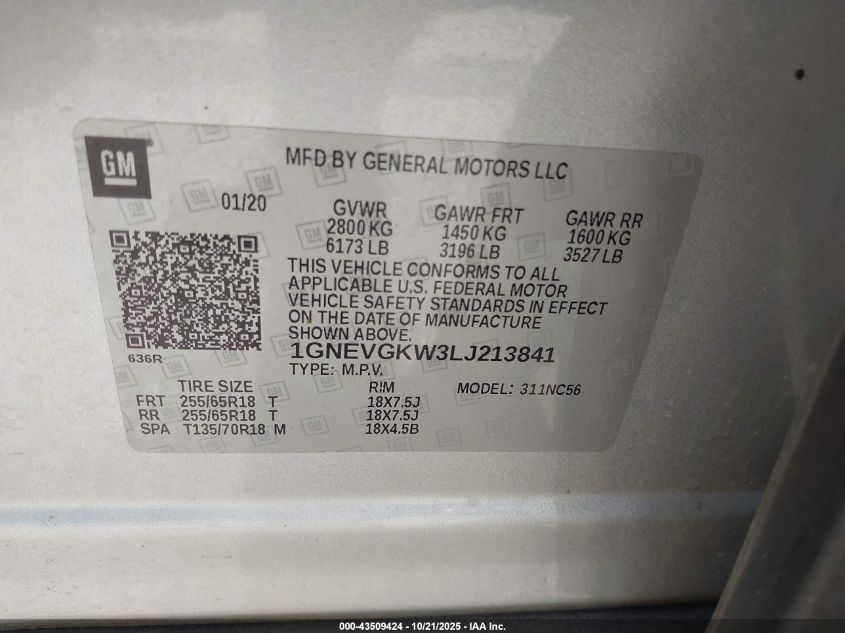 GM
MFD BY GENERAL MOTORS LLC
01/20
GVWR GAWR FRT GAWR RR
2800 KG 1450 KG 1600 KG
6173 LB 3196 LB 3527 LB
THIS VEHICLE CONFORMS TO ALL
APPLICABLE U.S. FEDERAL MOTOR
VEHICLE SAFETY STANDARDS IN EFFECT
ON THE DATE OF MANUFACTURE
SHOWN ABOVE.
636R 1GNEVGKW3LJ213841
TYPE: M.P.V.
TIRE SIZE RIM MODEL: 311NC56
FRT 255/65R18 T 18X7.5J
RR 255/65R18 T 18X7.5J
SPA T135/70R18 M 18X4.5B
000-43509424 - 10/21/2025 - IAA Inc.